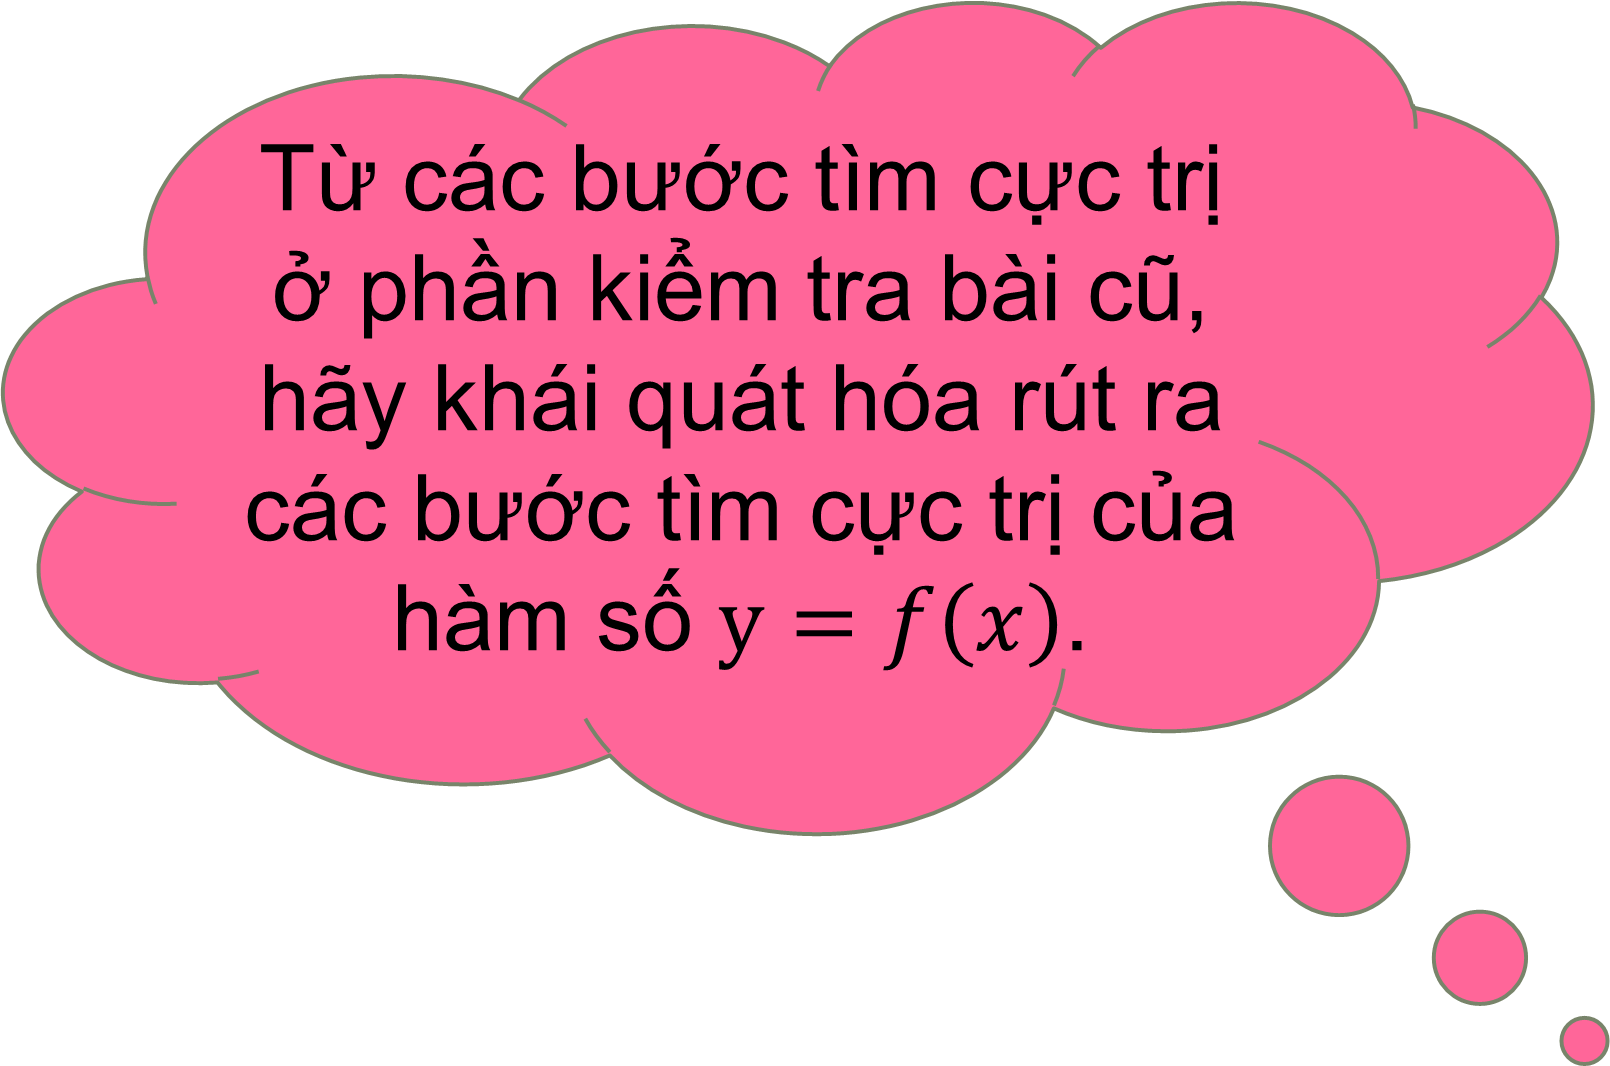 Từ các bước tìm cực trị
ở phần kiểm tra bài cũ,
hãy khái quát hóa rút ra
các bước tìm cực trị của
hàm số y = f(x).